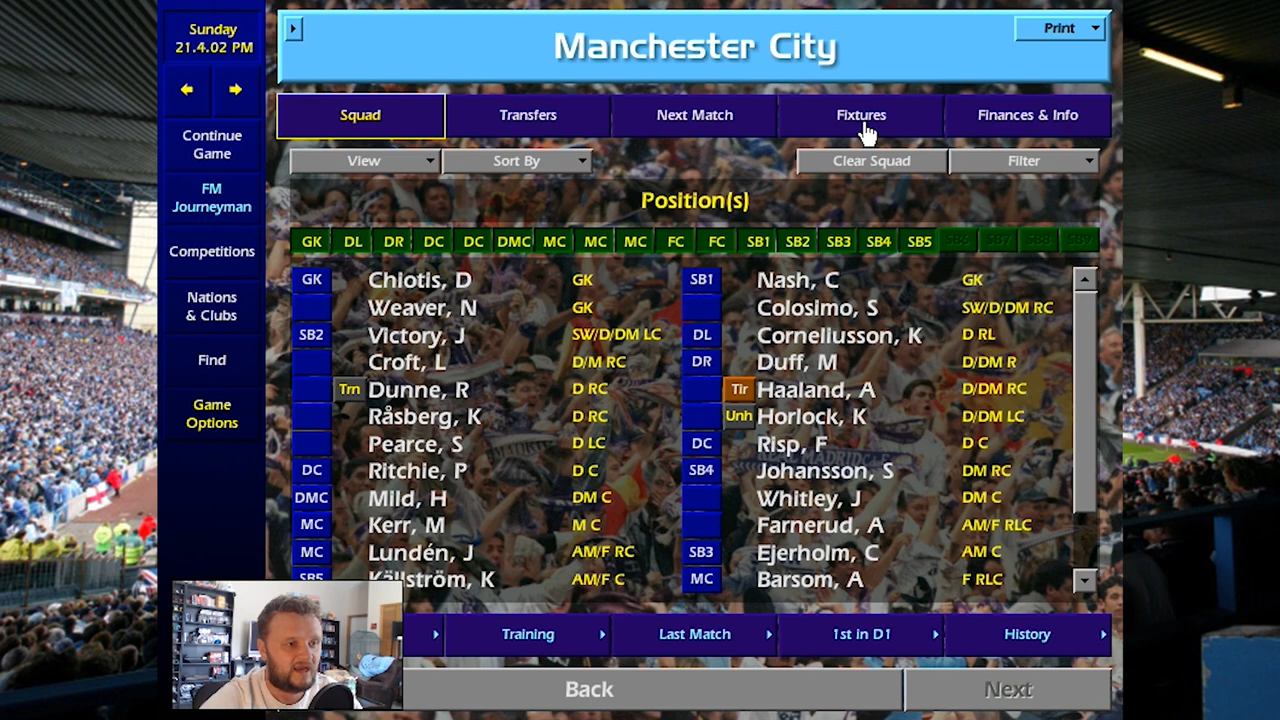 Sunday
21.4.02 PM
Continue
Game
FM
Journeyman
Competitions
Nations
& Clubs
Find
Game
Options
Manchester City
Print
Squad Transfers Next Match Fixtures Finances & Info
View Sort By Clear Squad Filter
Position(s)
GK DL DR DC DC DMC MC MC MC FC FC SB1 SB2 SB3 SB4 SB5 SB6 SB7 SB8 SB9
GK Chiotis, D GK SB1 Nash, C GK
Weaver, N GK Colosimo, S SW/D/DM RC
SB2 Victory, J SW/D/DM LC DL Corneliusson, K D RL
Croft, L D/M RC DR Duff, M D/DM R
Trn Dunne, R D RC Tir Haaland, A D/DM RC
Råsberg, K D RC Unh Horlock, K D/DM LC
Pearce, S D LC DC Risp, F D C
DC Ritchie, P D C SB4 Johansson, S DM RC
DMC Mild, H DM C Whitley, J DM C
MC Kerr, M M C Farnerud, A AM/F RLC
MC Lundén, J AM/F RC SB3 Ejerholm, C AM C
SB5 Källström, K AM/F C MC Barsom, A F RLC
Training Last Match 1st in D1 History
Back Next